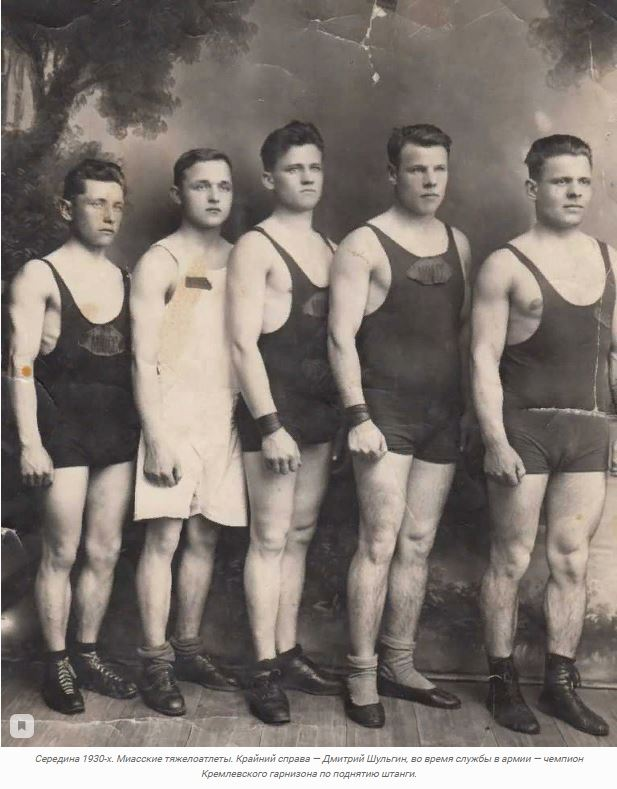 Середина 1930-х. Миасские тяжелоатлеты. Крайний справа — Дмитрий Шульгин, во время службы в армии — чемпион
Кремлевского гарнизона по поднятию штанги.